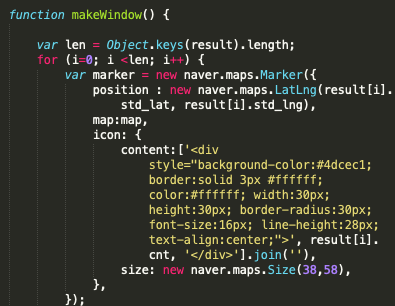 function makeWindow() {
var len = Object.keys(result).length;
for (i=0; i <len; i++) {
var marker = new naver.maps.Marker({
position : new naver.maps.LatLng(result[i].
std_lat, result[i].std_lng),
map:map,
icon: {
content:['<div
style="background-color:#4dcec1;
border:solid 3px #ffffff;
color:#ffffff; width:30px;
height:30px; border-radius:30px;
font-size:16px; line-height:28px;
text-align:center;">', result[i].
cnt, '</div>'].join(''),
size: new naver.maps.Size(38,58),
},
});